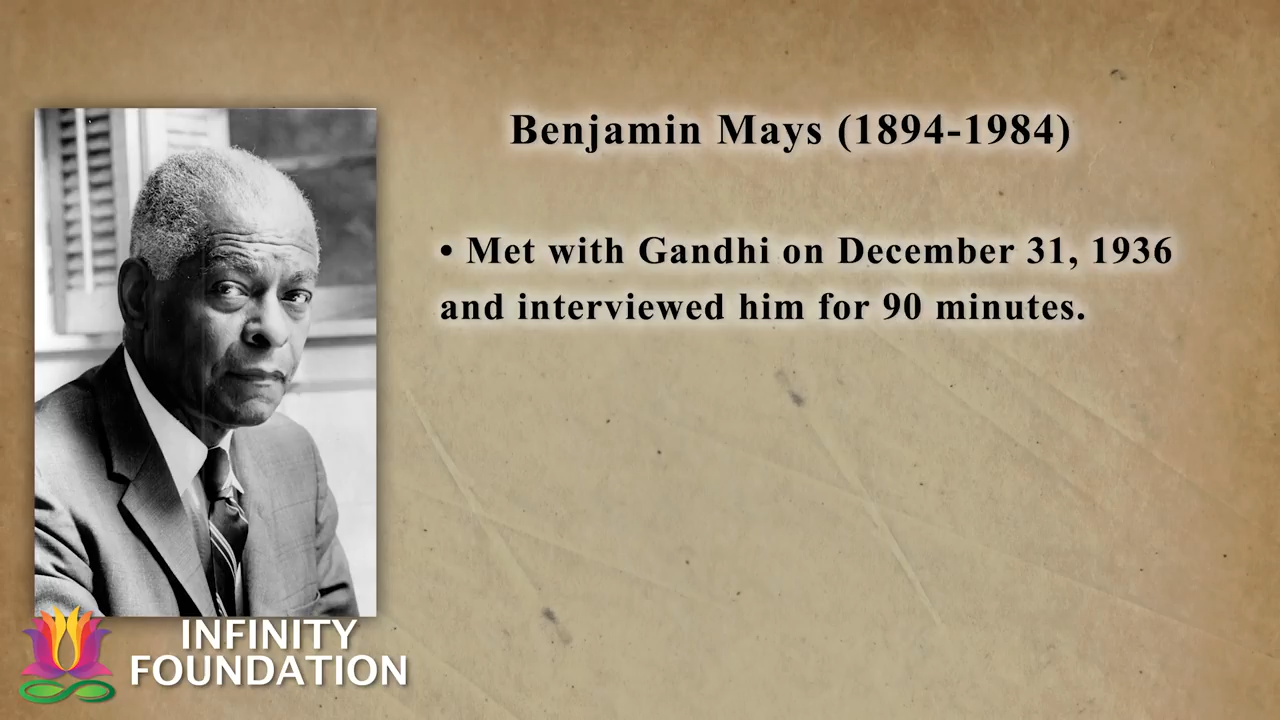 Benjamin Mays (1894-1984)
• Met with Gandhi on December 31, 1936
and interviewed him for 90 minutes.
INFINITY
FOUNDATION